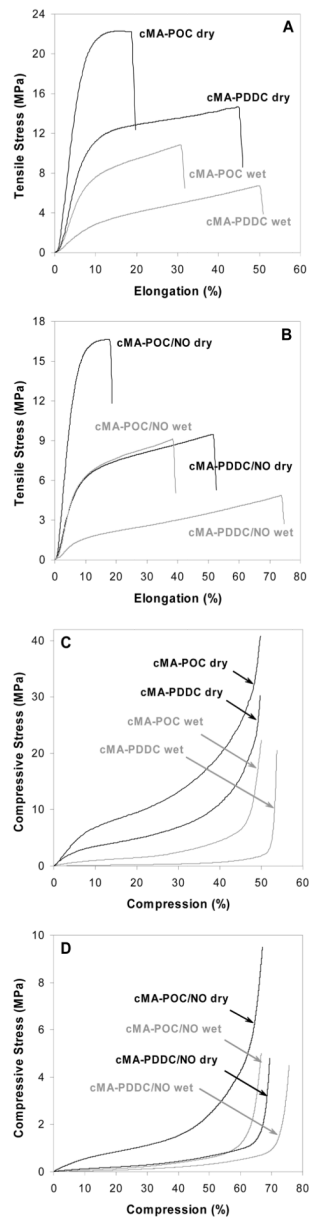 A
Tensile Stress (MPa)
24
20
16
12
8
4
0
cMA-POC dry
cMA-PDDC dry
cMA-POC wet
cMA-PDDC wet
0 10 20 30 40 50 60
Elongation (%)
B
Tensile Stress (MPa)
18
15
12
9
6
3
0
cMA-POC/NO dry
cMA-POC/NO wet
cMA-PDDC/NO dry
cMA-PDDC/NO wet
0 10 20 30 40 50 60 70 80
Elongation (%)
C
Compressive Stress (MPa)
40
30
20
10
0
cMA-POC dry
cMA-PDDC dry
cMA-POC wet
cMA-PDDC wet
0 10 20 30 40 50 60
Compression (%)
D
Compressive Stress (MPa)
10
8
6
4
2
0
cMA-POC/NO dry
cMA-POC/NO wet
cMA-PDDC/NO dry
cMA-PDDC/NO wet
0 10 20 30 40 50 60 70 80
Compression (%)